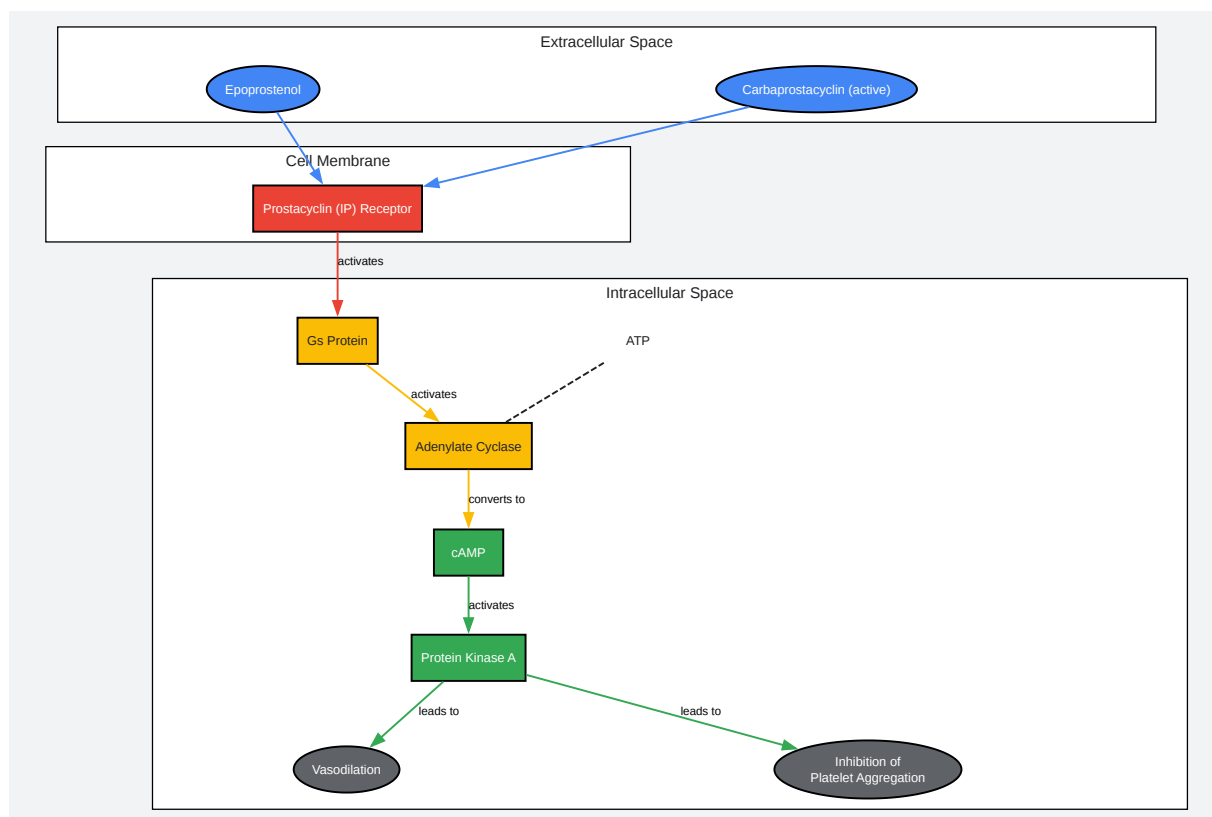 Extracellular Space
Epoprostenol
Carbaprostacyclin (active)
Cell Membrane
Prostacyclin (IP) Receptor
activates
Intracellular Space
Gs Protein
ATP
activates
Adenylate Cyclase
converts to
cAMP
activates
Protein Kinase A
leads to
leads to
Vasodilation
Inhibition of
Platelet Aggregation